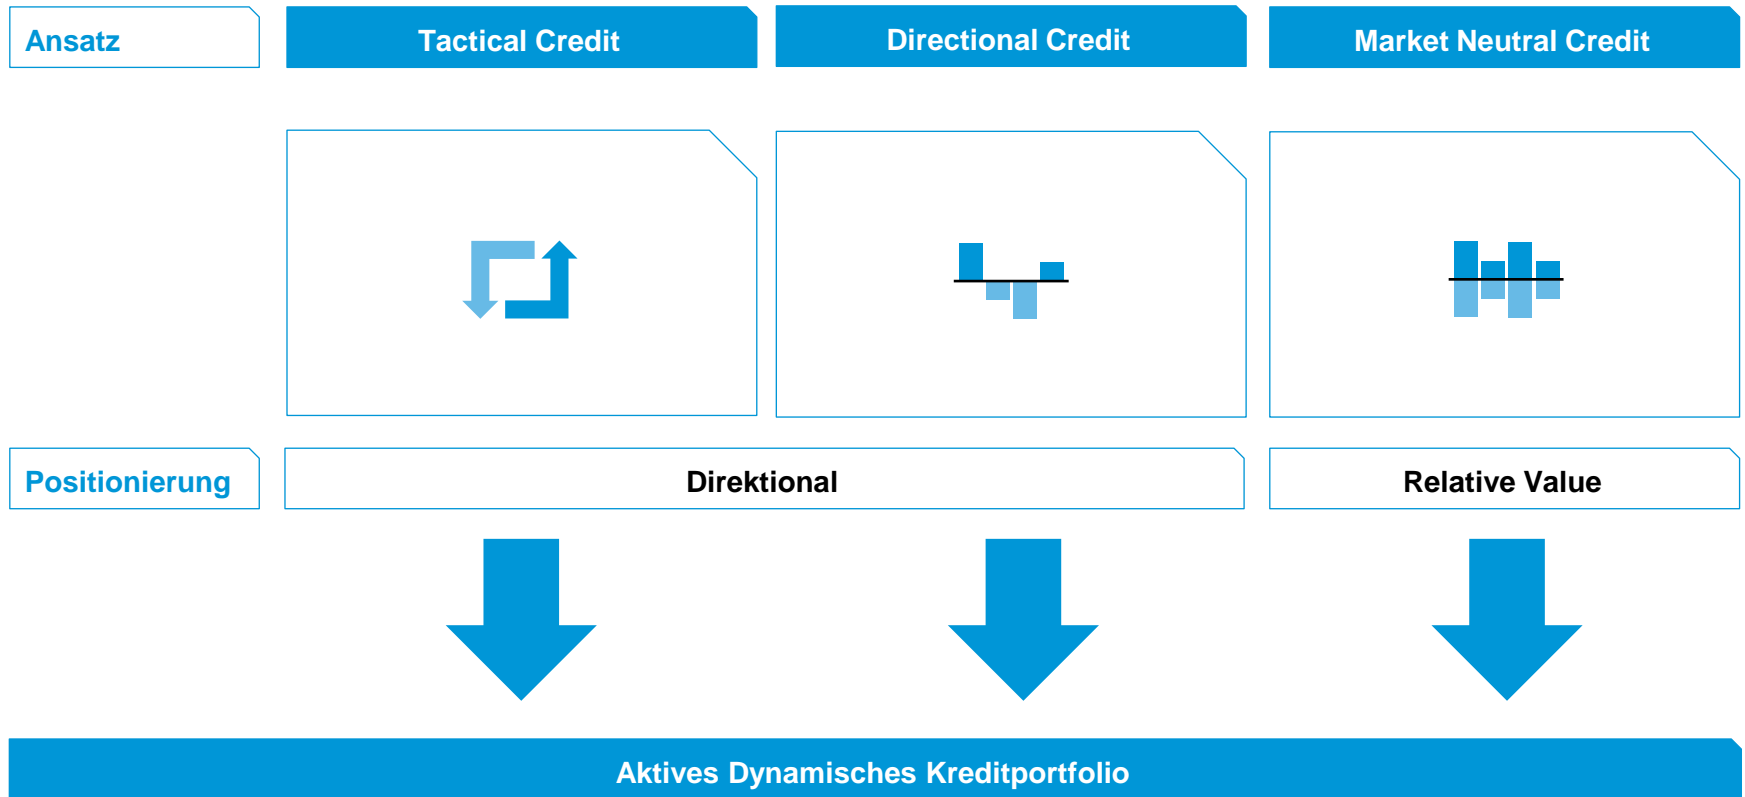 Ansatz
Tactical Credit
Directional Credit
Market Neutral Credit
Positionierung
Direktional
Relative Value
Aktives Dynamisches Kreditportfolio